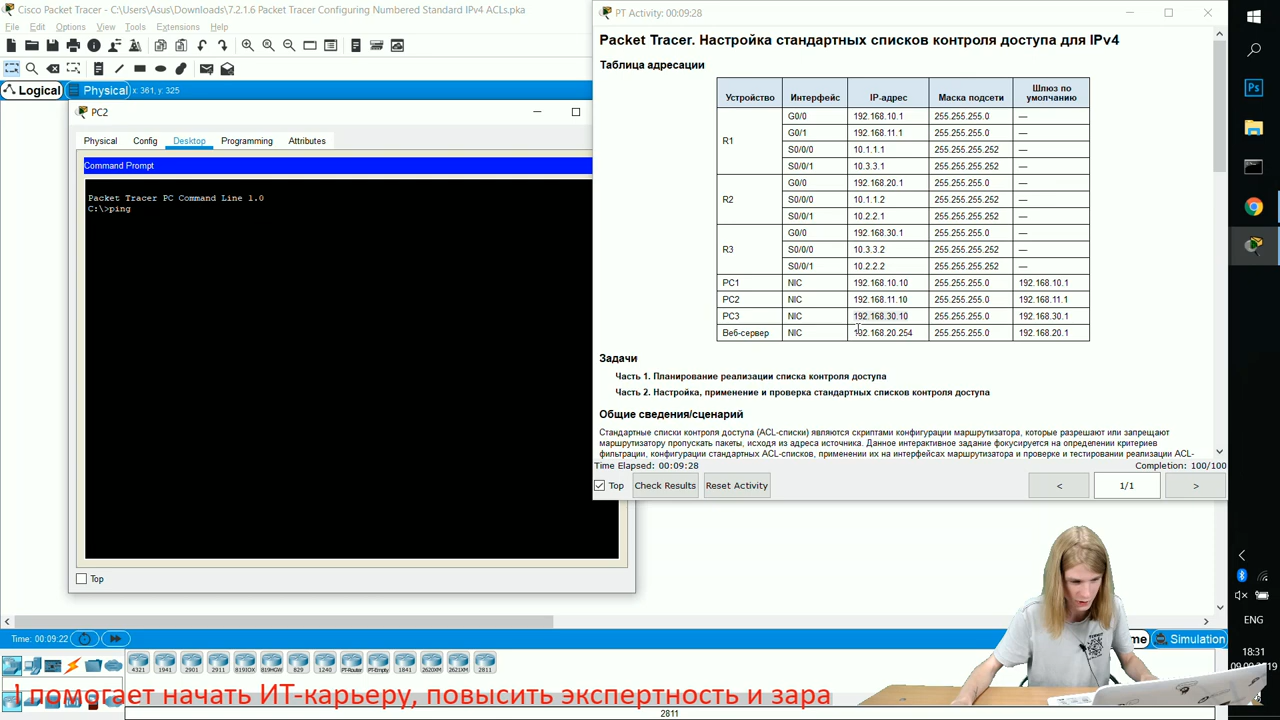 Cisco Packet Tracer - C:\Users\Asus\Downloads\7.2.1.6 Packet Tracer Configuring Numbered Standard IPv4 ACLs.pka
File Edit Options View Tools Extensions Help
Logical Physical x: 361, y: 325
PC2
Physical Config Desktop Programming Attributes
Command Prompt
Packet Tracer PC Command Line 1.0
C:\>ping
Top
PT Activity: 00:09:28
Packet Tracer. Настройка стандартных списков контроля доступа для IPv4
Таблица адресации
Устройство Интерфейс IP-адрес Маска подсети Шлюз по умолчанию
R1 G0/0 192.168.10.1 255.255.255.0 —
G0/1 192.168.11.1 255.255.255.0 —
S0/0/0 10.1.1.1 255.255.255.252 —
S0/0/1 10.3.3.1 255.255.255.252 —
R2 G0/0 192.168.20.1 255.255.255.0 —
S0/0/0 10.1.1.2 255.255.255.252 —
S0/0/1 10.2.2.1 255.255.255.252 —
R3 G0/0 192.168.30.1 255.255.255.0 —
S0/0/0 10.3.3.2 255.255.255.252 —
S0/0/1 10.2.2.2 255.255.255.252 —
PC1 NIC 192.168.10.10 255.255.255.0 192.168.10.1
PC2 NIC 192.168.11.10 255.255.255.0 192.168.11.1
PC3 NIC 192.168.30.10 255.255.255.0 192.168.30.1
Веб-сервер NIC 192.168.20.254 255.255.255.0 192.168.20.1
Задачи
Часть 1. Планирование реализации списка контроля доступа
Часть 2. Настройка, применение и проверка стандартных списков контроля доступа
Общие сведения/сценарий
Стандартные списки контроля доступа (ACL-списки) являются скриптами конфигурации маршрутизатора, которые разрешают или запрещают
маршрутизатору пропускать пакеты, исходя из адреса источника. Данное интерактивное задание фокусируется на определении критериев
фильтрации, конфигурации стандартных ACL-списков, применении их на интерфейсах маршрутизатора и проверке и тестировании реализации ACL-
Time Elapsed: 00:09:28 Completion: 100/100
Top Check Results Reset Activity < 1/1 >
Time: 00:09:22 me Simulation
4321 1941 2901 2911 819IOX 819HGW 829 1240 PT-Router PT-Empty 1841 2620XM 2621XM 2811
2811
помогает начать ИТ-карьеру, повысить экспертность и зара
Ps
ENG
18:31